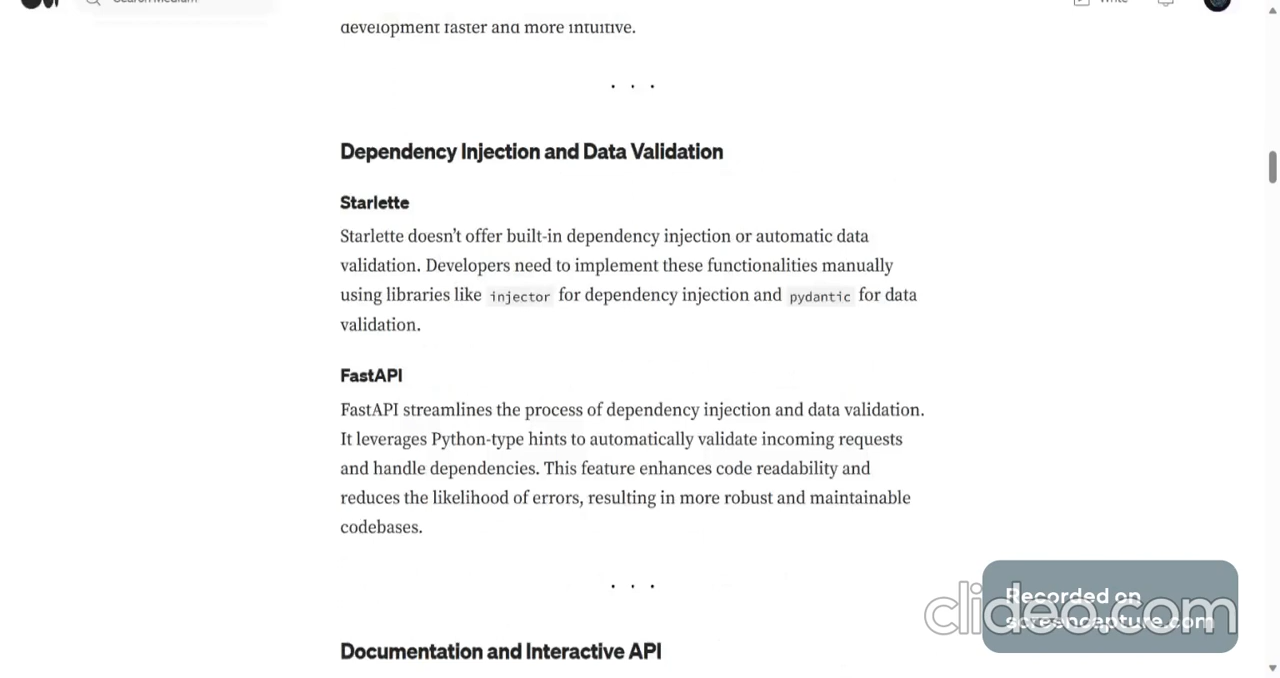 development faster and more intuitive.
. . .
Dependency Injection and Data Validation
Starlette
Starlette doesn't offer built-in dependency injection or automatic data
validation. Developers need to implement these functionalities manually
using libraries like injector for dependency injection and pydantic for data
validation.
FastAPI
FastAPI streamlines the process of dependency injection and data validation.
It leverages Python-type hints to automatically validate incoming requests
and handle dependencies. This feature enhances code readability and
reduces the likelihood of errors, resulting in more robust and maintainable
codebases.
. . .
Recorded on
screencapture.com
clideo.com
Documentation and Interactive API